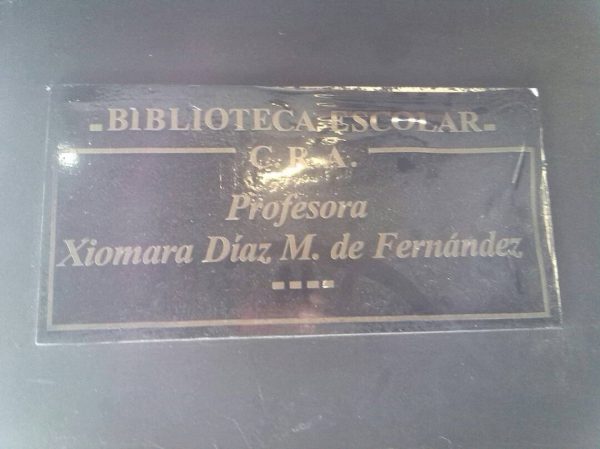 BIBLIOTECA ESCOLAR
C.R.A.
Profesora
Xiomara Díaz M. de Fernández